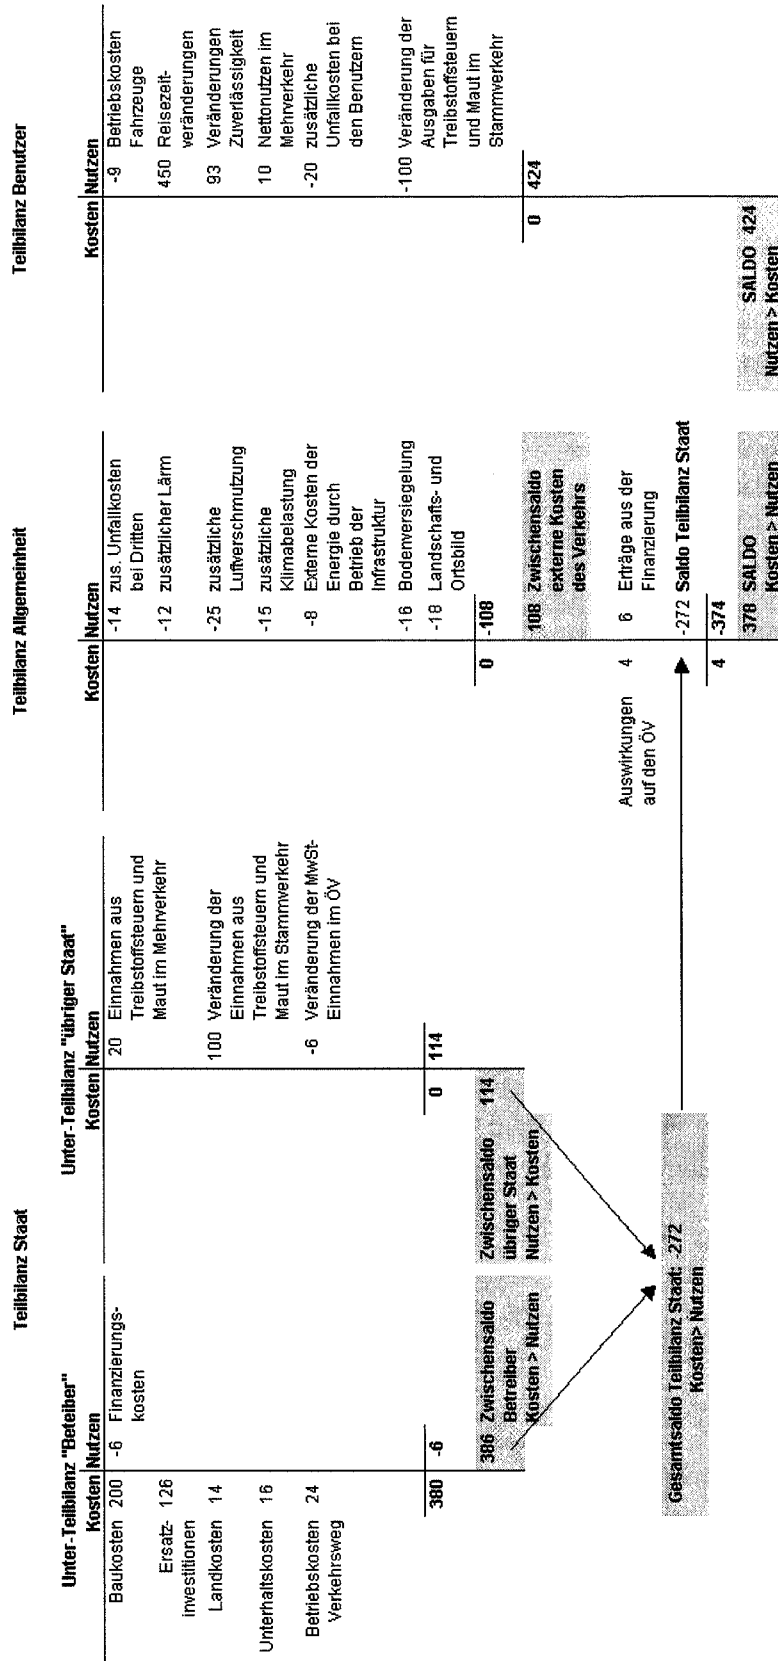 Teilbilanz Staat
Unter-Teilbilanz "Beteiber"
Kosten Nutzen
Baukosten 200
Ersatz- 126
investitionen
Landkosten 14
Unterhaltskosten 16
Betriebskosten 24
Verkehrsweg
-6 Finanzierungs-
kosten
380 -6
386 Zwischensaldo
Betreiber
Kosten > Nutzen
Unter-Teilbilanz "übriger Staat"
Kosten Nutzen
20 Einnahmen aus
Treibstoffsteuern und
Maut im Mehrverkehr
100 Veränderung der
Einnahmen aus
Treibstoffsteuern und
Maut im Stammverkehr
-6 Veränderung der MwSt-
Einnahmen im ÖV
0 114
Zwischensaldo 114
übriger Staat
Nutzen > Kosten
Gesamtsaldo Teilbilanz Staat: -272
Kosten> Nutzen
Teilbilanz Allgemeinheit
Kosten Nutzen
-14 zus. Unfallkosten
bei Dritten
-12 zusätzlicher Lärm
-25 zusätzliche
Luftverschmutzung
-15 zusätzliche
Klimabelastung
-8 Externe Kosten der
Energie durch
Betrieb der
Infrastruktur
-16 Bodenversiegelung
-18 Landschafts- und
Ortsbild
0 -108
108 Zwischensaldo
externe Kosten
des Verkehrs
Auswirkungen 4
auf den ÖV
6 Erträge aus der
Finanzierung
-272 Saldo Teilbilanz Staat
4 -374
378 SALDO
Kosten > Nutzen
Teilbilanz Benutzer
Kosten Nutzen
-9 Betriebskosten
Fahrzeuge
450 Reisezeit-
veränderungen
93 Veränderungen
Zuverlässigkeit
10 Nettonutzen im
Mehrverkehr
-20 zusätzliche
Unfallkosten bei
den Benutzern
-100 Veränderung der
Ausgaben für
Treibstoffsteuern
und Maut im
Stammverkehr
0 424
SALDO 424
Nutzen > Kosten